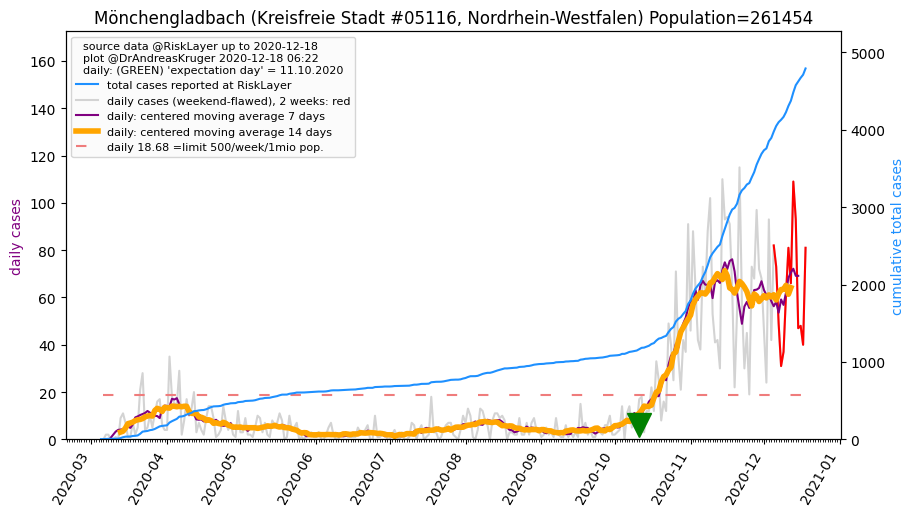 Mönchengladbach (Kreisfreie Stadt #05116, Nordrhein-Westfalen) Population=261454
source data @RiskLayer up to 2020-12-18
plot @DrAndreasKruger 2020-12-18 06:22
daily: (GREEN) 'expectation day' = 11.10.2020
total cases reported at RiskLayer
daily cases (weekend-flawed), 2 weeks: red
daily: centered moving average 7 days
daily: centered moving average 14 days
daily 18.68 =limit 500/week/1mio pop.
daily cases
160
140
120
100
80
60
40
20
0
cumulative total cases
5000
4000
3000
2000
1000
0
2020-03
2020-04
2020-05
2020-06
2020-07
2020-08
2020-09
2020-10
2020-11
2020-12
2021-01